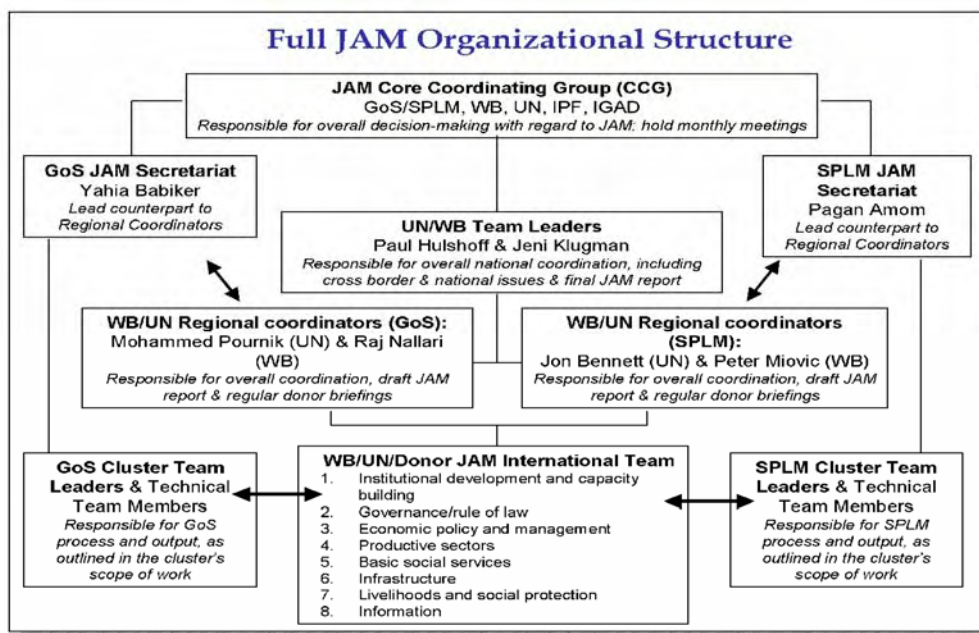 Full JAM Organizational Structure
JAM Core Coordinating Group (CCG)
GoS/SPLM, WB, UN, IPF, IGAD
Responsible for overall decision-making with regard to JAM; hold monthly meetings
GoS JAM Secretariat
Yahia Babiker
Lead counterpart to
Regional Coordinators
SPLM JAM
Secretariat
Pagan Amom
Lead counterpart to
Regional Coordinators
UN/WB Team Leaders
Paul Hulshoff & Jeni Klugman
Responsible for overall national coordination, including
cross border & national issues & final JAM report
WB/UN Regional coordinators (GoS):
Mohammed Pournik (UN) & Raj Nallari
(WB)
Responsible for overall coordination, draft JAM
report & regular donor briefings
WB/UN Regional coordinators
(SPLM):
Jon Bennett (UN) & Peter Miovic (WB)
Responsible for overall coordination, draft JAM
report & regular donor briefings
GoS Cluster Team
Leaders & Technical
Team Members
Responsible for GoS
process and output, as
outlined in the cluster's
scope of work
WB/UN/Donor JAM International Team
1. Institutional development and capacity
building
2. Governance/rule of law
3. Economic policy and management
4. Productive sectors
5. Basic social services
6. Infrastructure
7. Livelihoods and social protection
8. Information
SPLM Cluster Team
Leaders & Technical
Team Members
Responsible for SPLM
process and output, as
outlined in the cluster's
scope of work